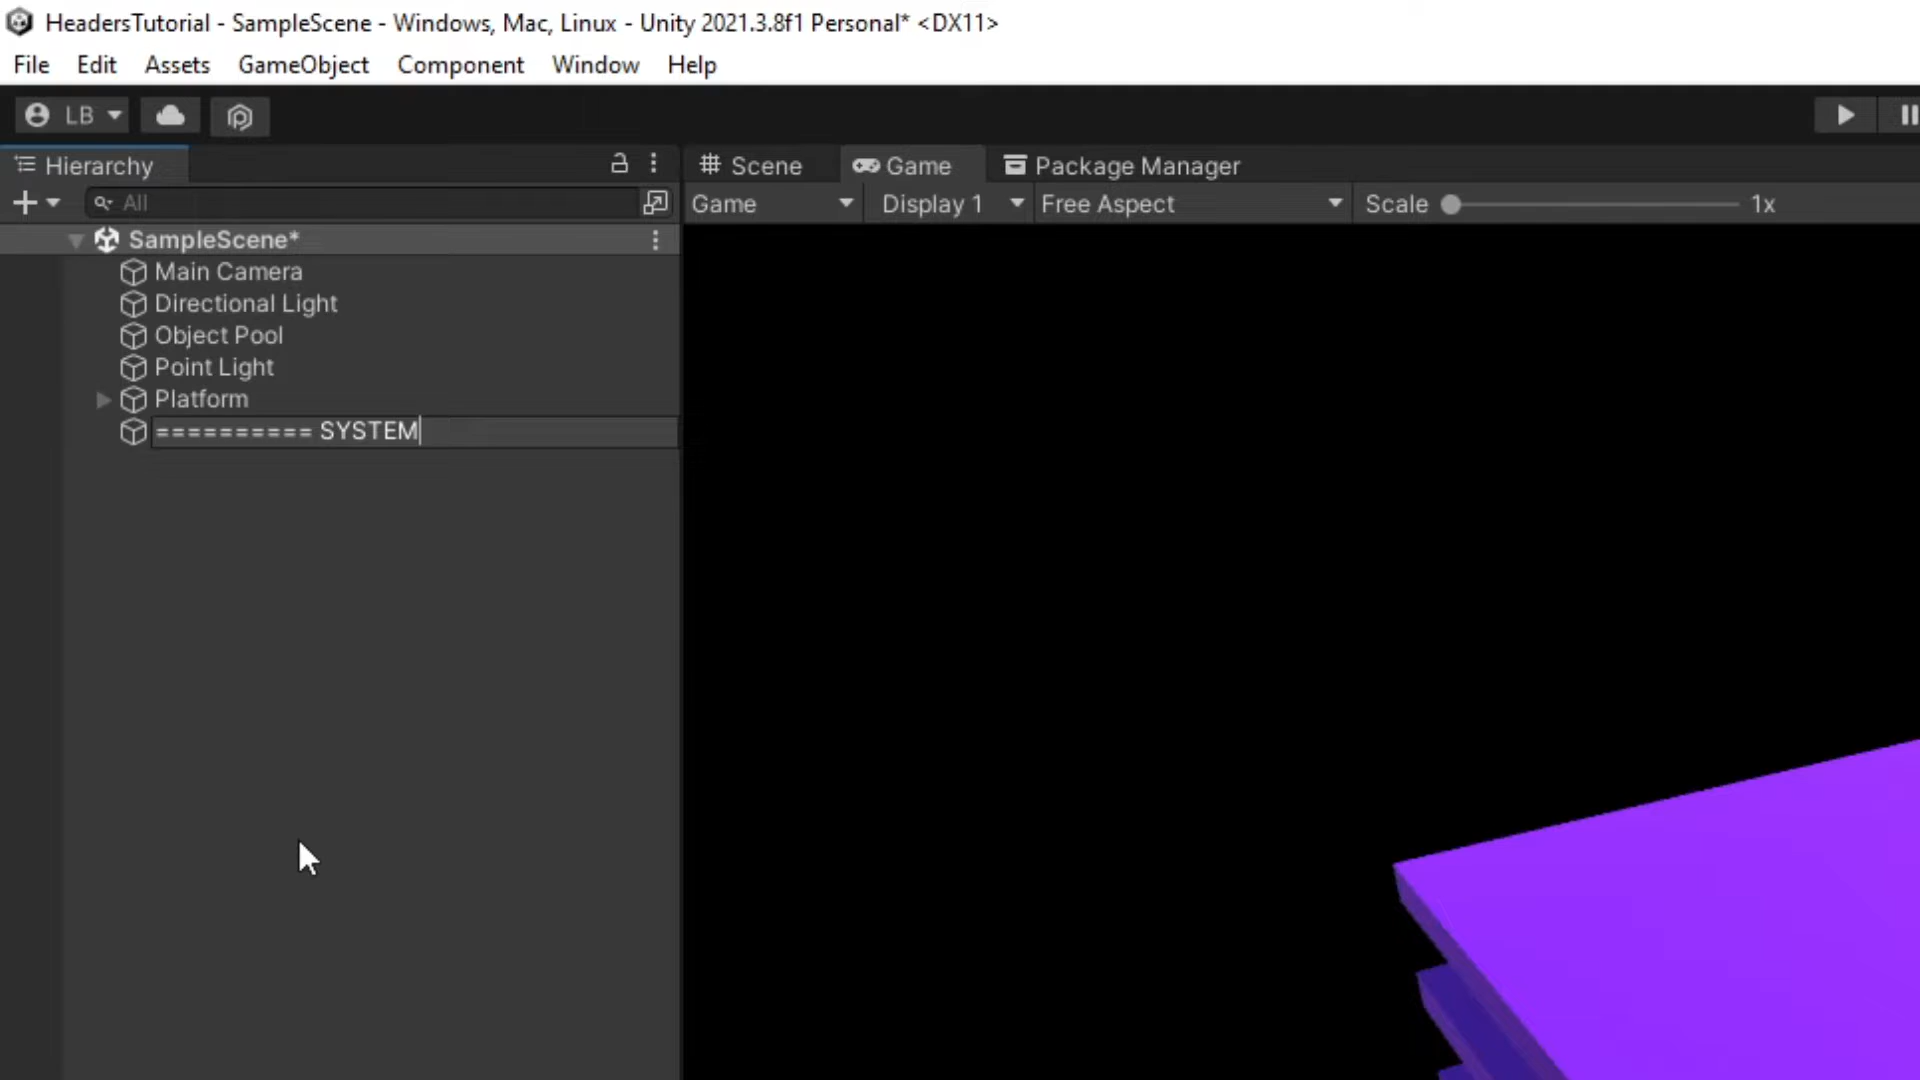 HeadersTutorial - SampleScene - Windows, Mac, Linux - Unity 2021.3.8f1 Personal* <DX11>
File Edit Assets GameObject Component Window Help
LB
Hierarchy
Scene Game Package Manager
All
Game Display 1 Free Aspect Scale 1x
SampleScene*
Main Camera
Directional Light
Object Pool
Point Light
Platform
========== SYSTEM